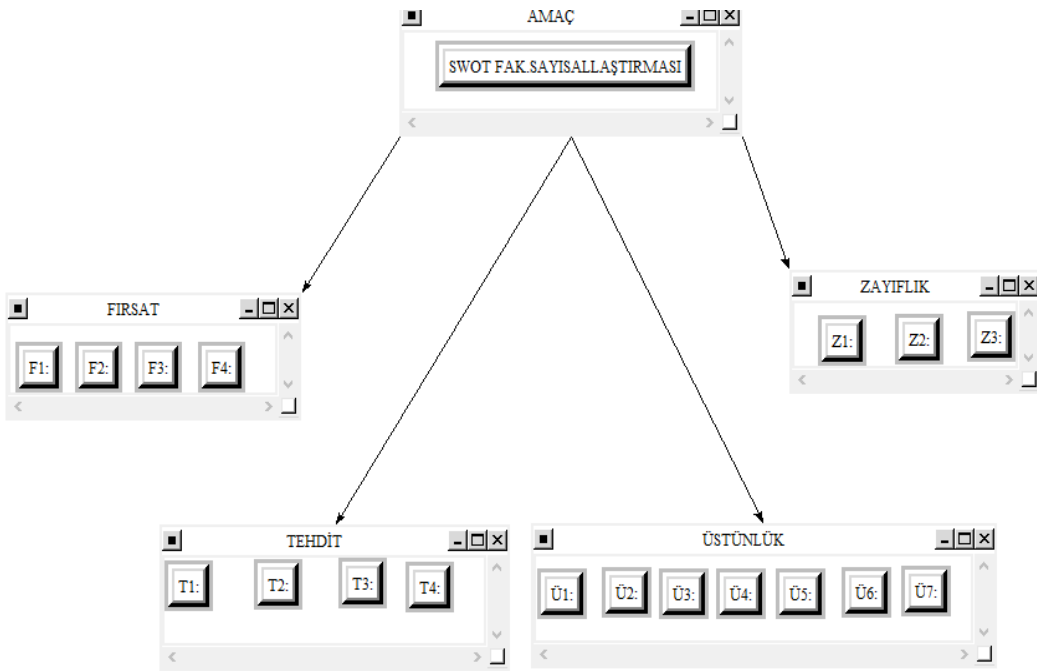 AMAÇ
SWOT FAK.SAYISALLAŞTIRMASI
FIRSAT
F1: F2: F3: F4:
ZAYIFLIK
Z1: Z2: Z3:
TEHDİT
T1: T2: T3: T4:
ÜSTÜNLÜK
Ü1: Ü2: Ü3: Ü4: Ü5: Ü6: Ü7: